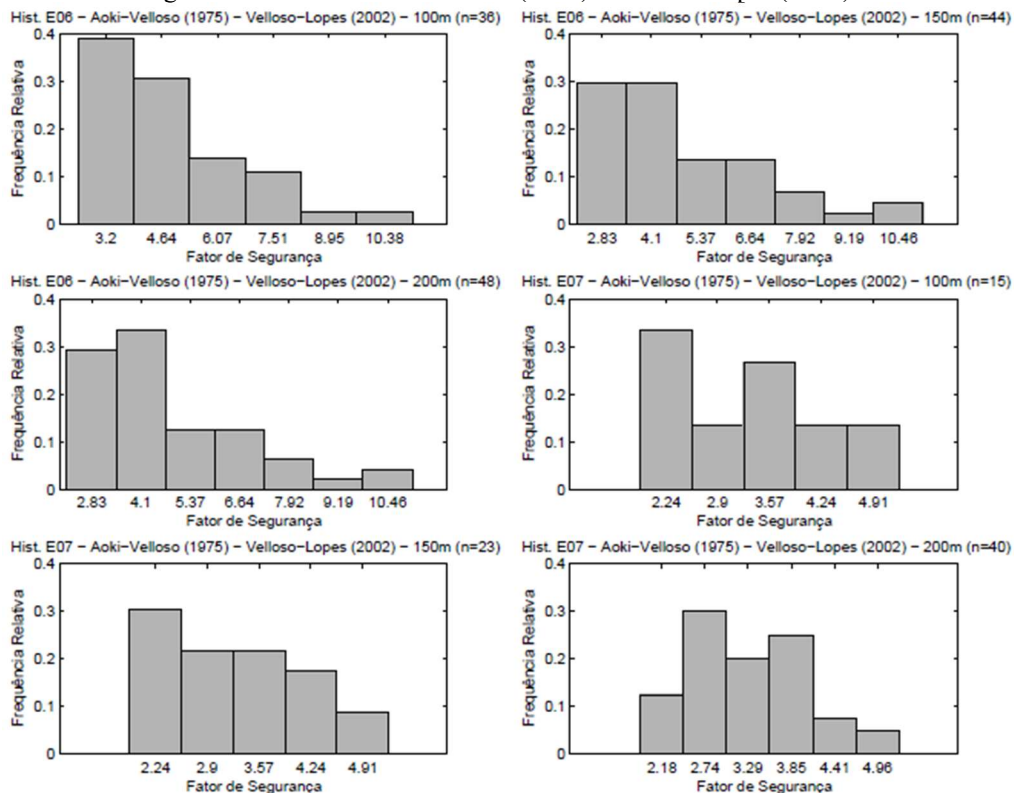 Hist. E06 – Aoki–Velloso (1975) – Velloso–Lopes (2002) – 100m (n=36)
0.4
0.3
0.2
0.1
0
Frequência Relativa
3.2 4.64 6.07 7.51 8.95 10.38
Fator de Segurança
Hist. E06 – Aoki–Velloso (1975) – Velloso–Lopes (2002) – 150m (n=44)
0.4
0.3
0.2
0.1
0
Frequência Relativa
2.83 4.1 5.37 6.64 7.92 9.19 10.46
Fator de Segurança
Hist. E06 – Aoki–Velloso (1975) – Velloso–Lopes (2002) – 200m (n=48)
0.4
0.3
0.2
0.1
0
Frequência Relativa
2.83 4.1 5.37 6.64 7.92 9.19 10.46
Fator de Segurança
Hist. E07 – Aoki–Velloso (1975) – Velloso–Lopes (2002) – 100m (n=15)
0.4
0.3
0.2
0.1
0
Frequência Relativa
2.24 2.9 3.57 4.24 4.91
Fator de Segurança
Hist. E07 – Aoki–Velloso (1975) – Velloso–Lopes (2002) – 150m (n=23)
0.4
0.3
0.2
0.1
0
Frequência Relativa
2.24 2.9 3.57 4.24 4.91
Fator de Segurança
Hist. E07 – Aoki–Velloso (1975) – Velloso–Lopes (2002) – 200m (n=40)
0.4
0.3
0.2
0.1
0
Frequência Relativa
2.18 2.74 3.29 3.85 4.41 4.96
Fator de Segurança